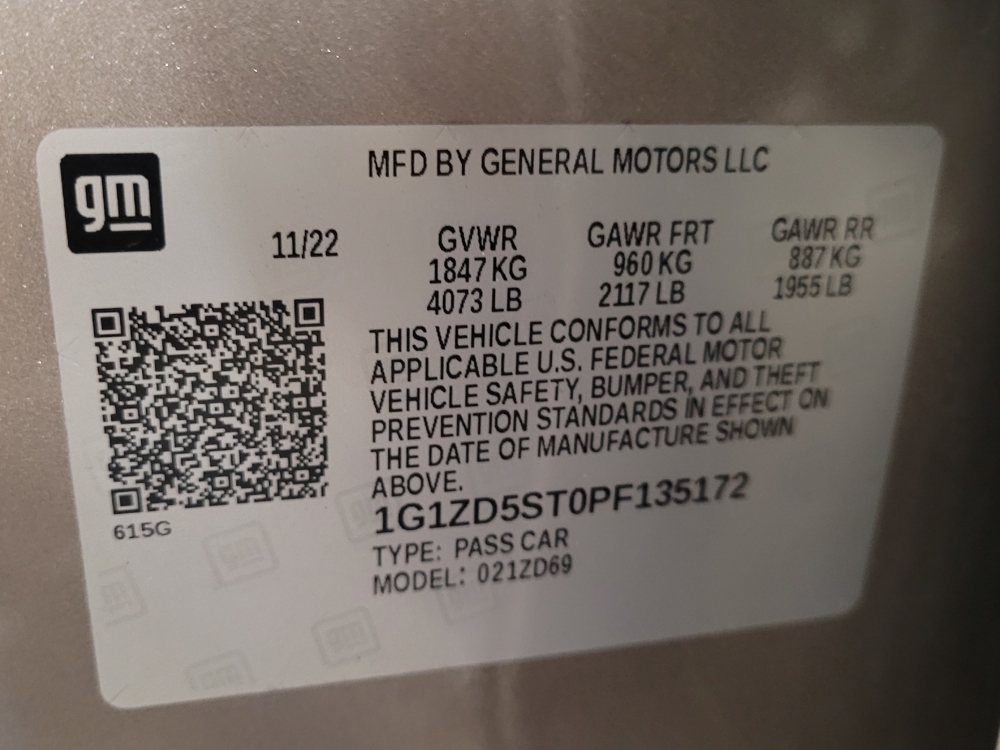 gm
MFD BY GENERAL MOTORS LLC
11/22
GVWR
1847 KG
4073 LB
GAWR FRT
960 KG
2117 LB
GAWR RR
887 KG
1955 LB
THIS VEHICLE CONFORMS TO ALL
APPLICABLE U.S. FEDERAL MOTOR
VEHICLE SAFETY, BUMPER, AND THEFT
PREVENTION STANDARDS IN EFFECT ON
THE DATE OF MANUFACTURE SHOWN
ABOVE.
1G1ZD5ST0PF135172
TYPE: PASS CAR
MODEL: 021ZD69
615G